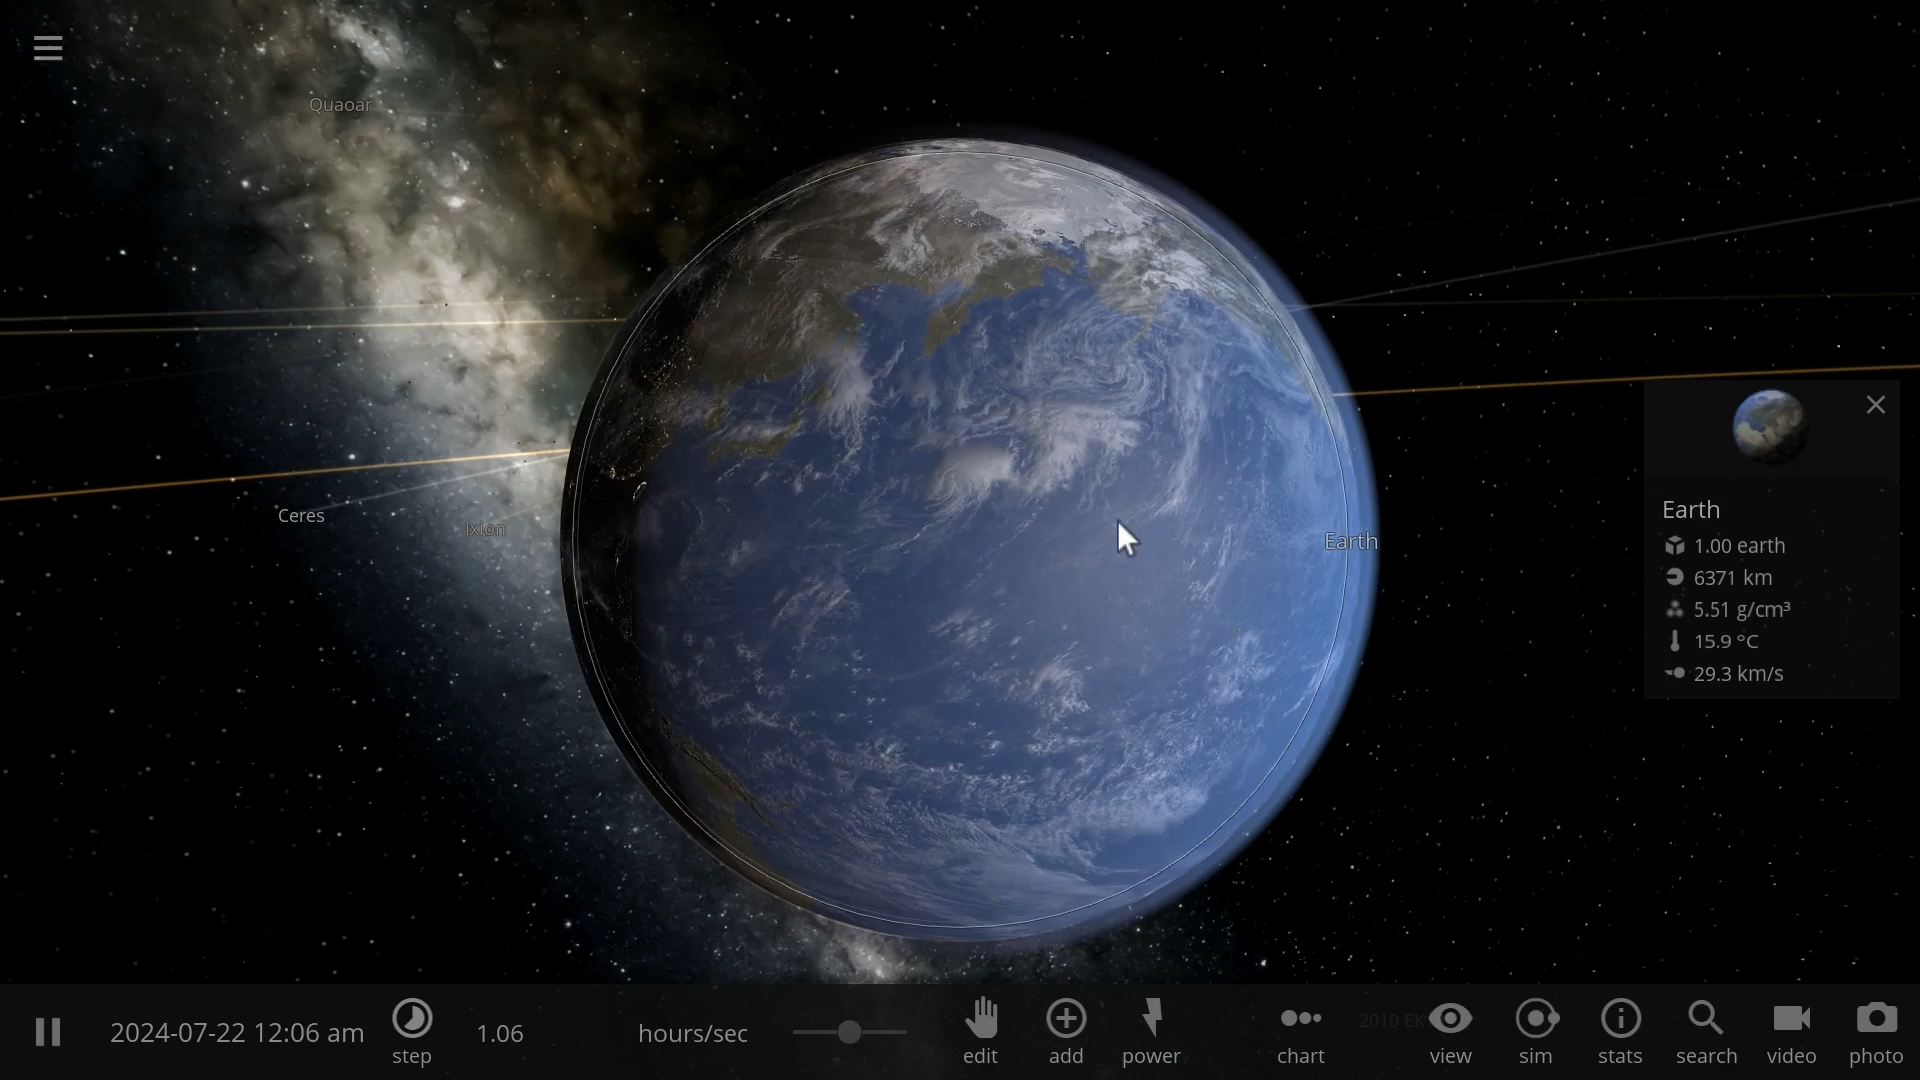 Quaoar
Ceres
Ixion
Earth
Earth
1.00 earth
6371 km
5.51 g/cm³
15.9 °C
29.3 km/s
2024-07-22 12:06 am
step
1.06
hours/sec
edit
add
power
chart
2010 EK
view
sim
stats
search
video
photo